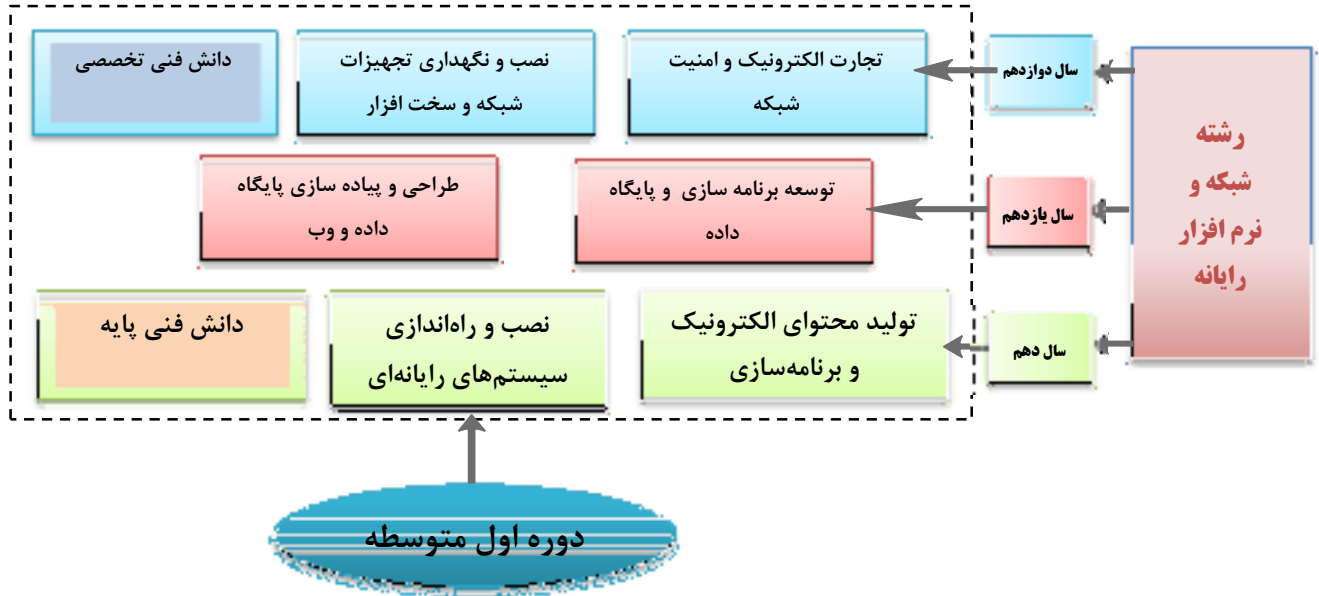 رشته
شبکه و
نرم افزار
رایانه
سال دوازدهم
تجارت الکترونیک و امنیت
شبکه
نصب و نگهداری تجهیزات
شبکه و سخت افزار
دانش فنی تخصصی
سال یازدهم
توسعه برنامه سازی و پایگاه
داده
طراحی و پیاده سازی پایگاه
داده و وب
سال دهم
تولید محتوای الکترونیک
و برنامه‌سازی
نصب و راه‌اندازی
سیستم‌های رایانه‌ای
دانش فنی پایه
دوره اول متوسطه